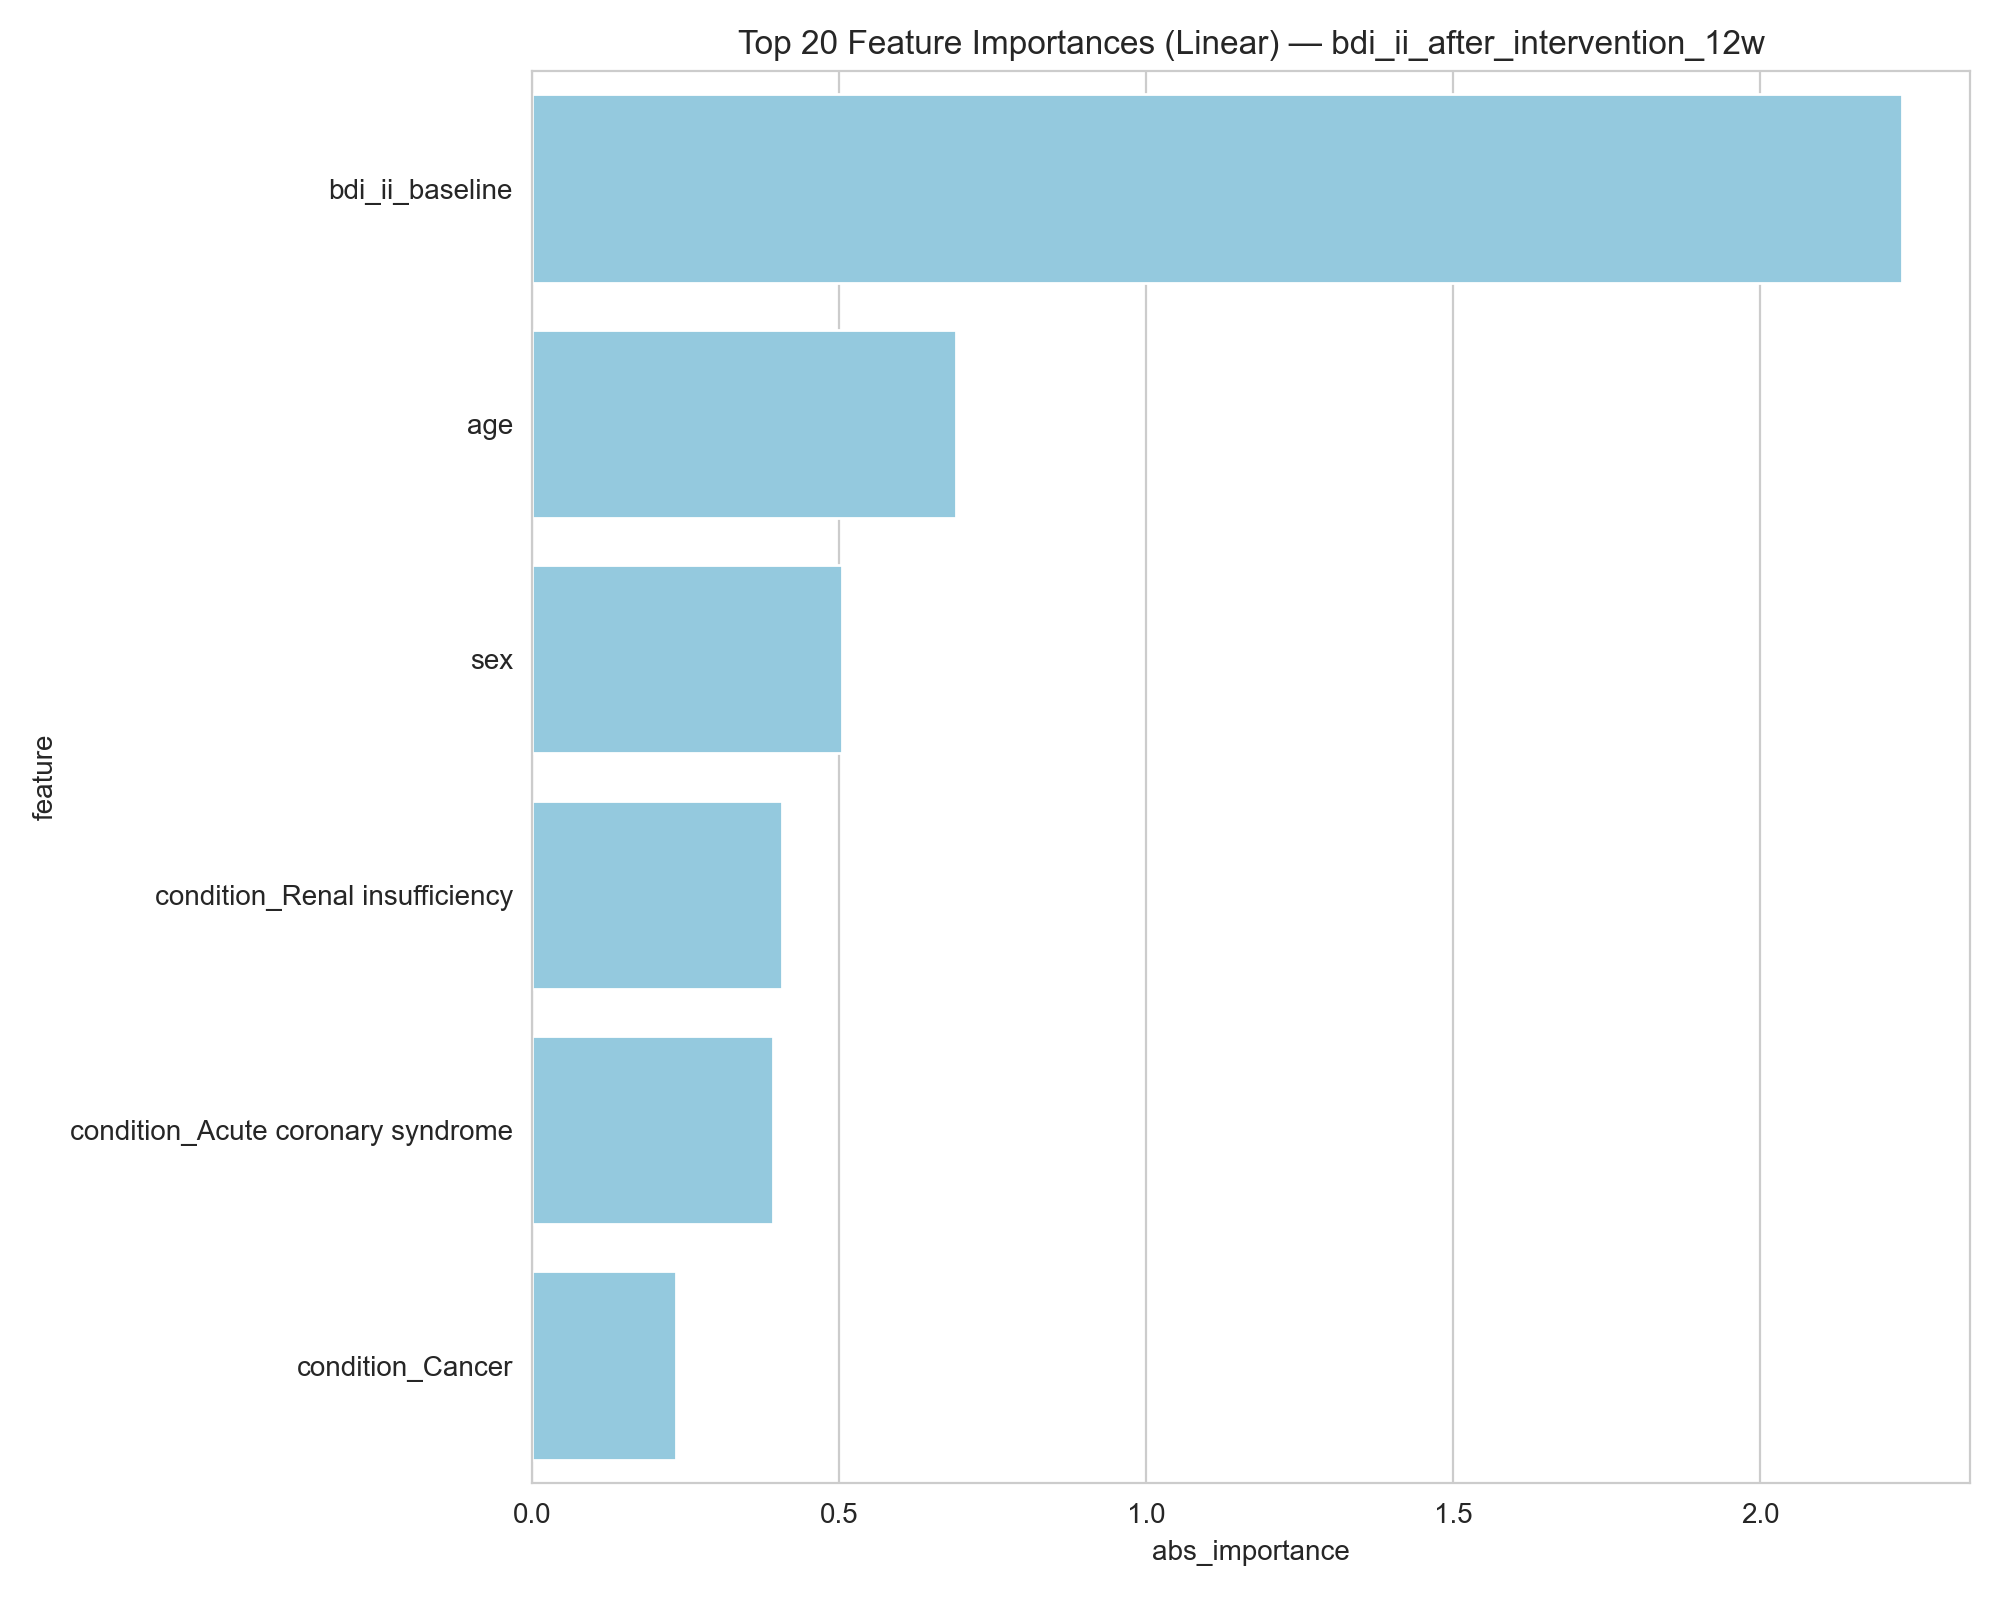 Top 20 Feature Importances (Linear) — bdi_ii_after_intervention_12w
bdi_ii_baseline
age
sex
condition_Renal insufficiency
condition_Acute coronary syndrome
condition_Cancer
feature
0.0 0.5 1.0 1.5 2.0
abs_importance